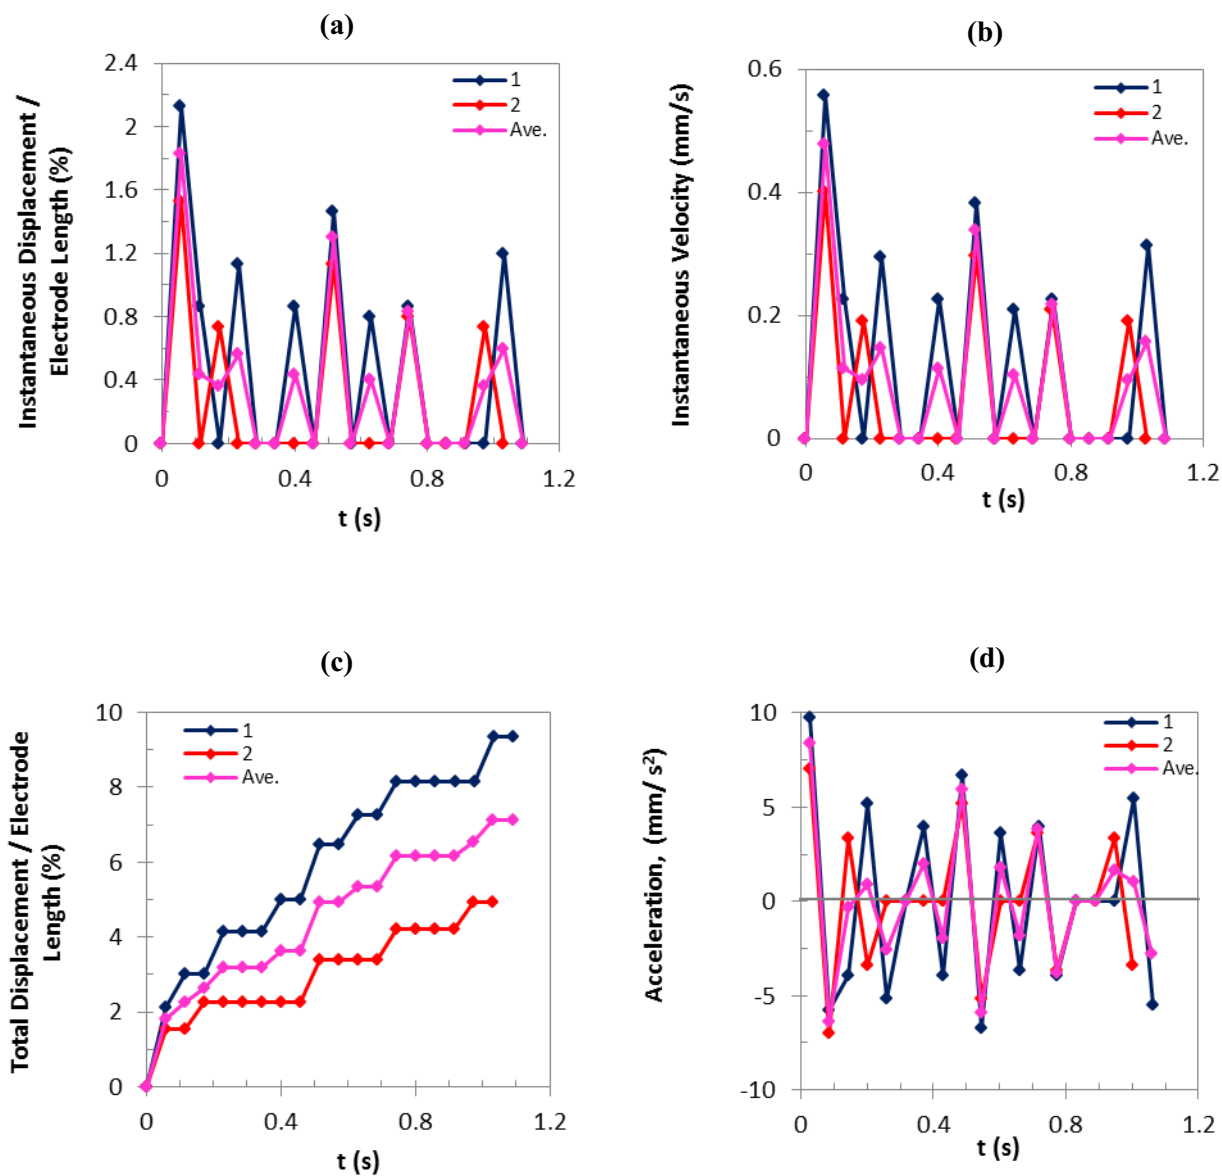 (a)
Instantaneous Displacement /
Electrode Length (%)
2.4
2
1.6
1.2
0.8
0.4
0
0
0.4
0.8
1.2
t (s)
1
2
Ave.
(b)
Instantaneous Velocity (mm/s)
0.6
0.4
0.2
0
0
0.4
0.8
1.2
t (s)
1
2
Ave.
(c)
Total Displacement / Electrode
Length (%)
10
8
6
4
2
0
0
0.4
0.8
1.2
t (s)
1
2
Ave.
(d)
Acceleration, (mm/ s²)
10
5
0
-5
-10
0
0.4
0.8
1.2
t (s)
1
2
Ave.